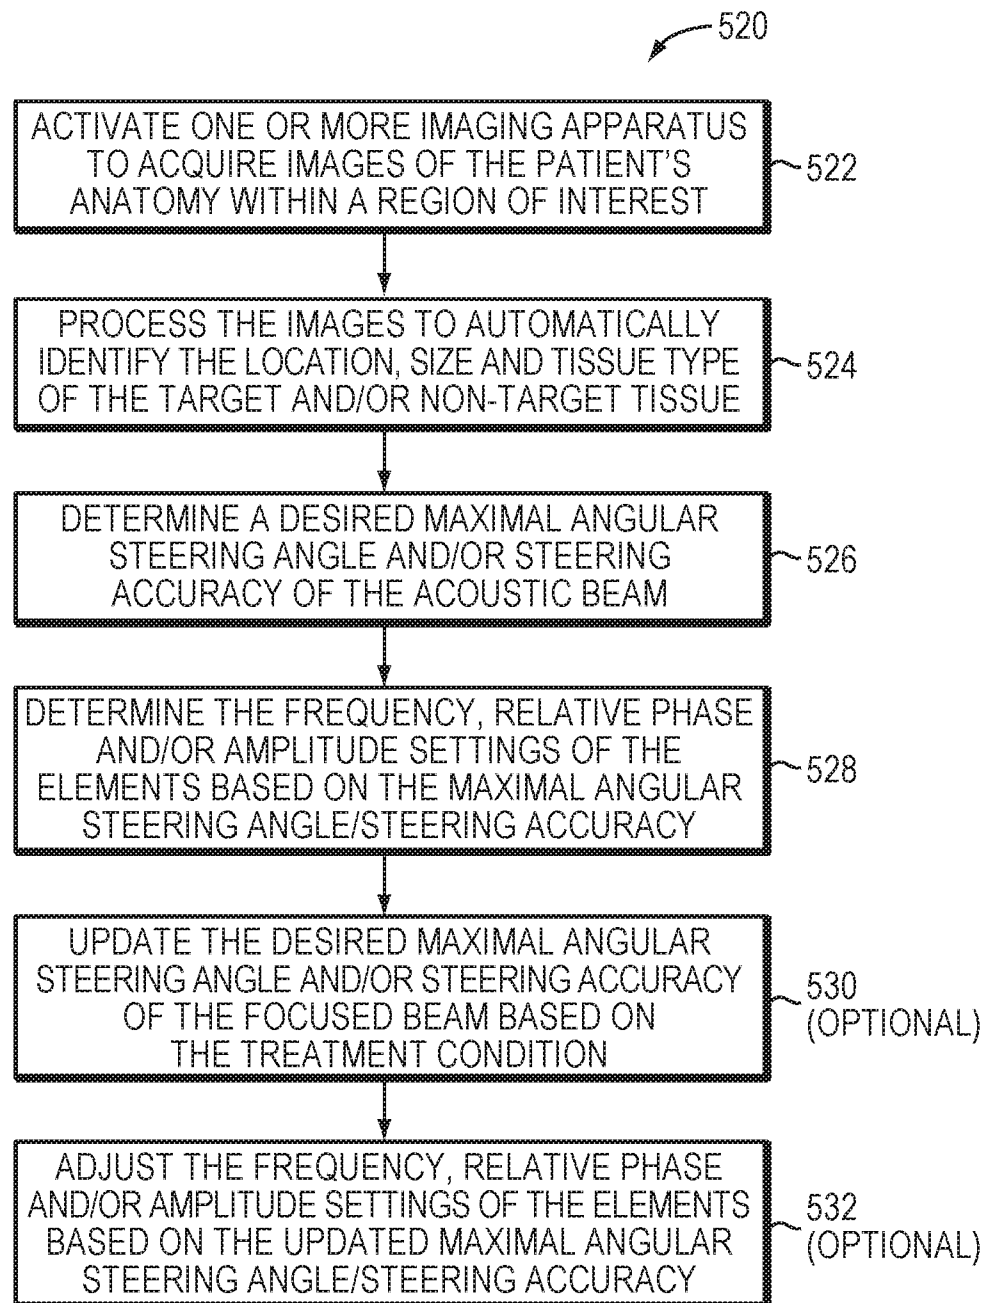 520
ACTIVATE ONE OR MORE IMAGING APPARATUS
TO ACQUIRE IMAGES OF THE PATIENT'S
ANATOMY WITHIN A REGION OF INTEREST
522
PROCESS THE IMAGES TO AUTOMATICALLY
IDENTIFY THE LOCATION, SIZE AND TISSUE TYPE
OF THE TARGET AND/OR NON-TARGET TISSUE
524
DETERMINE A DESIRED MAXIMAL ANGULAR
STEERING ANGLE AND/OR STEERING
ACCURACY OF THE ACOUSTIC BEAM
526
DETERMINE THE FREQUENCY, RELATIVE PHASE
AND/OR AMPLITUDE SETTINGS OF THE
ELEMENTS BASED ON THE MAXIMAL ANGULAR
STEERING ANGLE/STEERING ACCURACY
528
UPDATE THE DESIRED MAXIMAL ANGULAR
STEERING ANGLE AND/OR STEERING ACCURACY
OF THE FOCUSED BEAM BASED ON
THE TREATMENT CONDITION
530
(OPTIONAL)
ADJUST THE FREQUENCY, RELATIVE PHASE
AND/OR AMPLITUDE SETTINGS OF THE ELEMENTS
BASED ON THE UPDATED MAXIMAL ANGULAR
STEERING ANGLE/STEERING ACCURACY
532
(OPTIONAL)